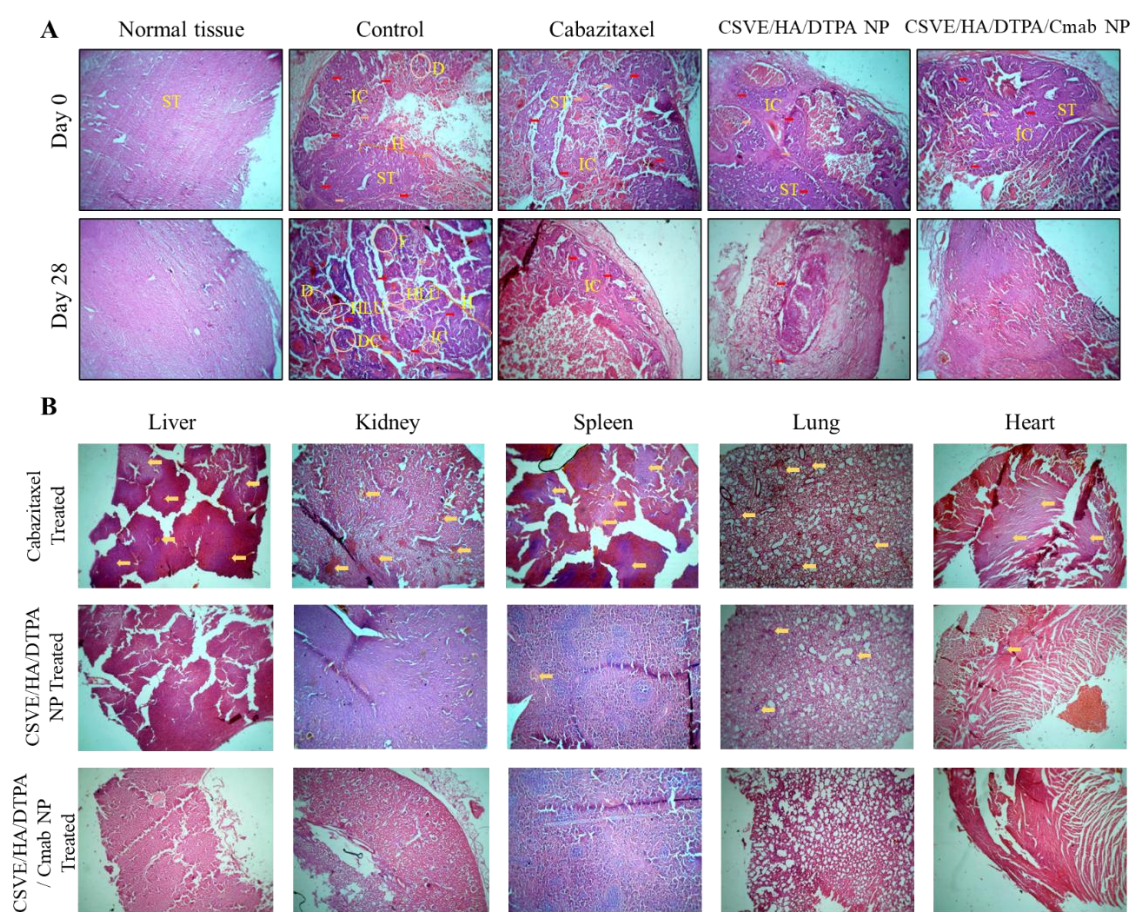 A
Normal tissue
Control
Cabazitaxel
CSVE/HA/DTPA NP
CSVE/HA/DTPA/Cmab NP
Day 0
ST
IC
D
H
ST
ST
IC
IC
ST
ST
IC
Day 28
F
D
HLU
HLU
H
DC
IC
IC
B
Liver
Kidney
Spleen
Lung
Heart
Cabazitaxel
Treated
CSVE/HA/DTPA
NP Treated
CSVE/HA/DTPA
/ Cmab NP
Treated